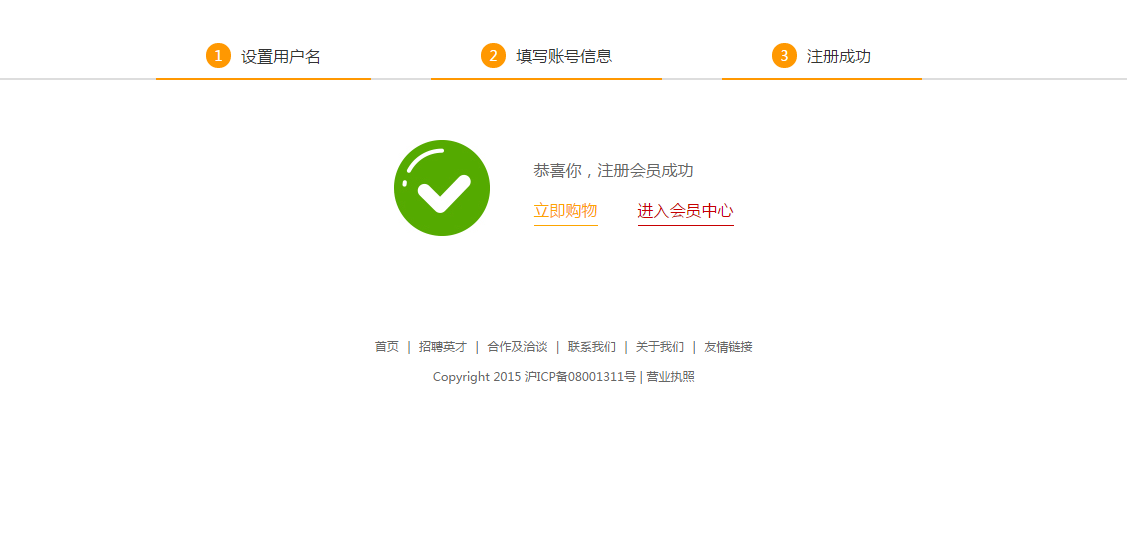 1 设置用户名 2 填写账号信息 3 注册成功
恭喜你，注册会员成功
立即购物 进入会员中心
首页 | 招聘英才 | 合作及洽谈 | 联系我们 | 关于我们 | 友情链接
Copyright 2015 沪ICP备08001311号 | 营业执照